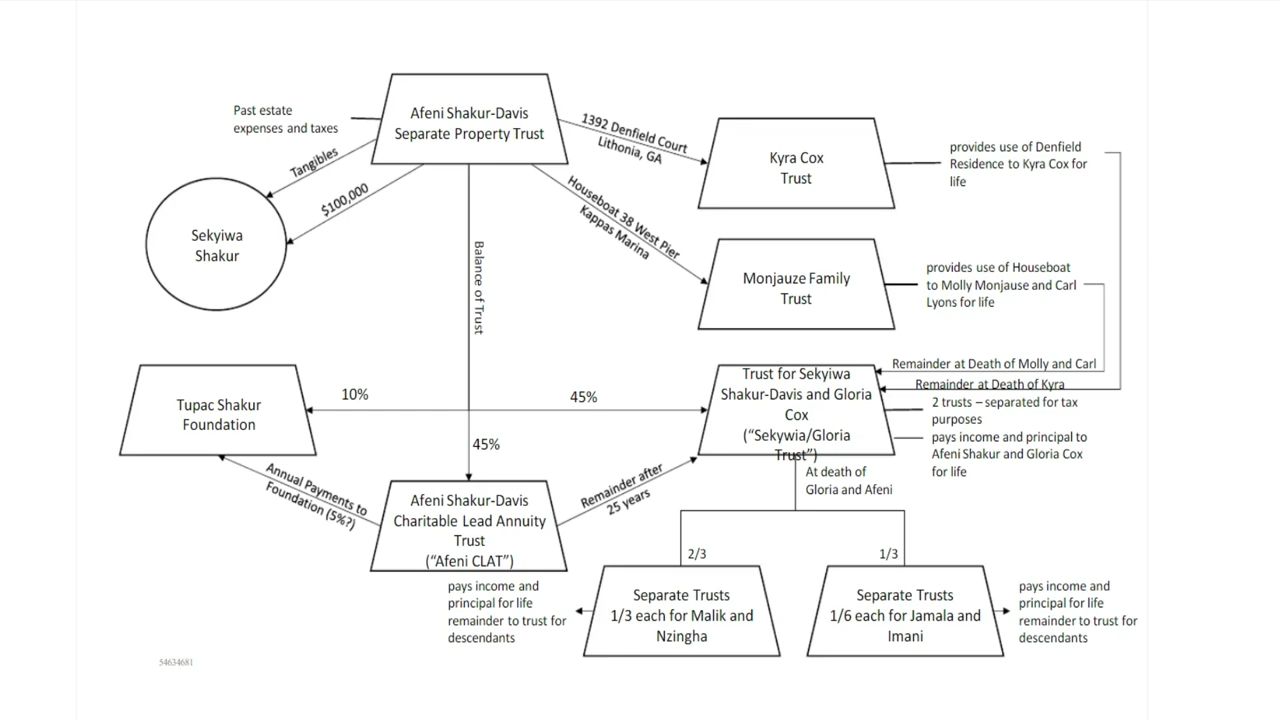 Past estate
expenses and taxes
Afeni Shakur-Davis
Separate Property Trust
Tangibles
$100,000
1392 Denfield Court
Lithonia, GA
Kyra Cox
Trust
provides use of Denfield
Residence to Kyra Cox for
life
Sekyiwa
Shakur
Balance of Trust
Houseboat 38 West Pier
Kappas Marina
Monjauze Family
Trust
provides use of Houseboat
to Molly Monjause and Carl
Lyons for life
Remainder at Death of Molly and Carl
Remainder at Death of Kyra
Tupac Shakur
Foundation
10%
45%
45%
Trust for Sekyiwa
Shakur-Davis and Gloria
Cox
(“Sekywia/Gloria
Trust”)
2 trusts – separated for tax
purposes
pays income and principal to
Afeni Shakur and Gloria Cox
for life
Annual Payments to
Foundation (5%?)
Afeni Shakur-Davis
Charitable Lead Annuity
Trust
(“Afeni CLAT”)
Remainder after
25 years
At death of
Gloria and Afeni
2/3
1/3
pays income and
principal for life
remainder to trust for
descendants
Separate Trusts
1/3 each for Malik and
Nzingha
Separate Trusts
1/6 each for Jamala and
Imani
pays income and
principal for life
remainder to trust for
descendants
54634681